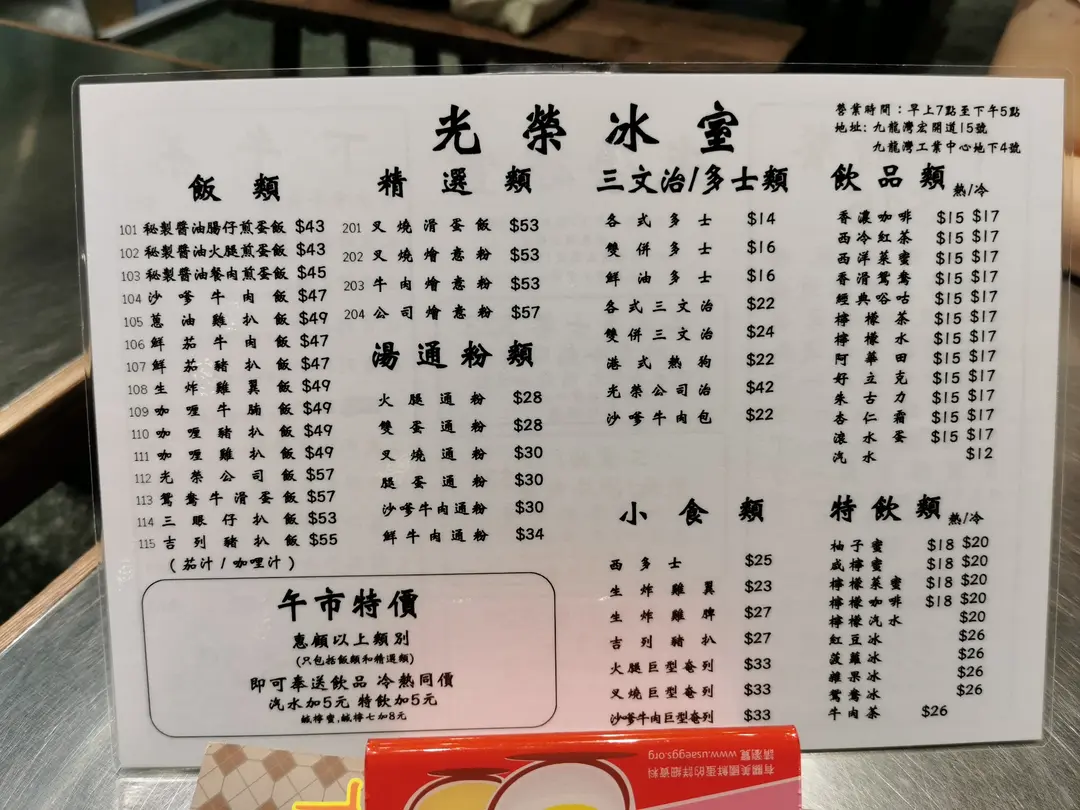 光榮冰室
營業時間：早上7點至下午5點
地址：九龍灣宏開道15號
九龍灣工業中心地下4號
飯類
101 秘製醬油腸仔煎蛋飯 $43
102 秘製醬油火腿煎蛋飯 $43
103 秘製醬油餐肉煎蛋飯 $45
104 沙嗲牛肉飯 $47
105 蔥油雞扒飯 $49
106 鮮茄牛肉飯 $47
107 鮮茄豬扒飯 $47
108 生炸雞翼飯 $49
109 咖喱牛腩飯 $49
110 咖喱豬扒飯 $49
111 咖喱雞扒飯 $49
112 光榮公司飯 $57
113 鴛鴦牛滑蛋飯 $57
114 三眼仔扒飯 $53
115 吉列豬扒飯 $55
(茄汁/咖哩汁)
午市特價
惠顧以上類別
(只包括飯類和精選類)
即可奉送飲品 冷熱同價
汽水加5元 特飲加5元
鹹檸蜜,鹹檸七加8元
精選類
201 叉燒滑蛋飯 $53
202 叉燒燴意粉 $53
203 牛肉燴意粉 $53
204 公司燴意粉 $57
湯通粉類
火腿通粉 $28
雙蛋通粉 $28
叉燒通粉 $30
腿蛋通粉 $30
沙嗲牛肉通粉 $30
鮮牛肉通粉 $34
三文治/多士類
各式多士 $14
雙併多士 $16
鮮油多士 $16
各式三文治 $22
雙併三文治 $24
港式熱狗 $22
光榮公司治 $42
沙嗲牛肉包 $22
小食類
西多士 $25
生炸雞翼 $23
生炸雞脾 $27
吉列豬扒 $27
火腿巨型奄列 $33
叉燒巨型奄列 $33
沙嗲牛肉巨型奄列 $33
飲品類 熱/冷
香濃咖啡 $15 $17
西冷紅茶 $15 $17
西洋菜蜜 $15 $17
香滑鴛鴦 $15 $17
經典唂咕 $15 $17
檸檬茶 $15 $17
檸檬水 $15 $17
阿華田 $15 $17
好立克 $15 $17
朱古力 $15 $17
杏仁霜 $15 $17
滾水蛋 $15 $17
汽水 $12
特飲類 熱/冷
柚子蜜 $18 $20
咸檸蜜 $18 $20
檸檬菜蜜 $18 $20
檸檬咖啡 $18 $20
檸檬汽水 $20
紅豆冰 $26
菠蘿冰 $26
雜果冰 $26
鴛鴦冰 $26
牛肉茶 $26
有關美國鮮蛋的詳細資料
請瀏覽 www.usaeggs.org